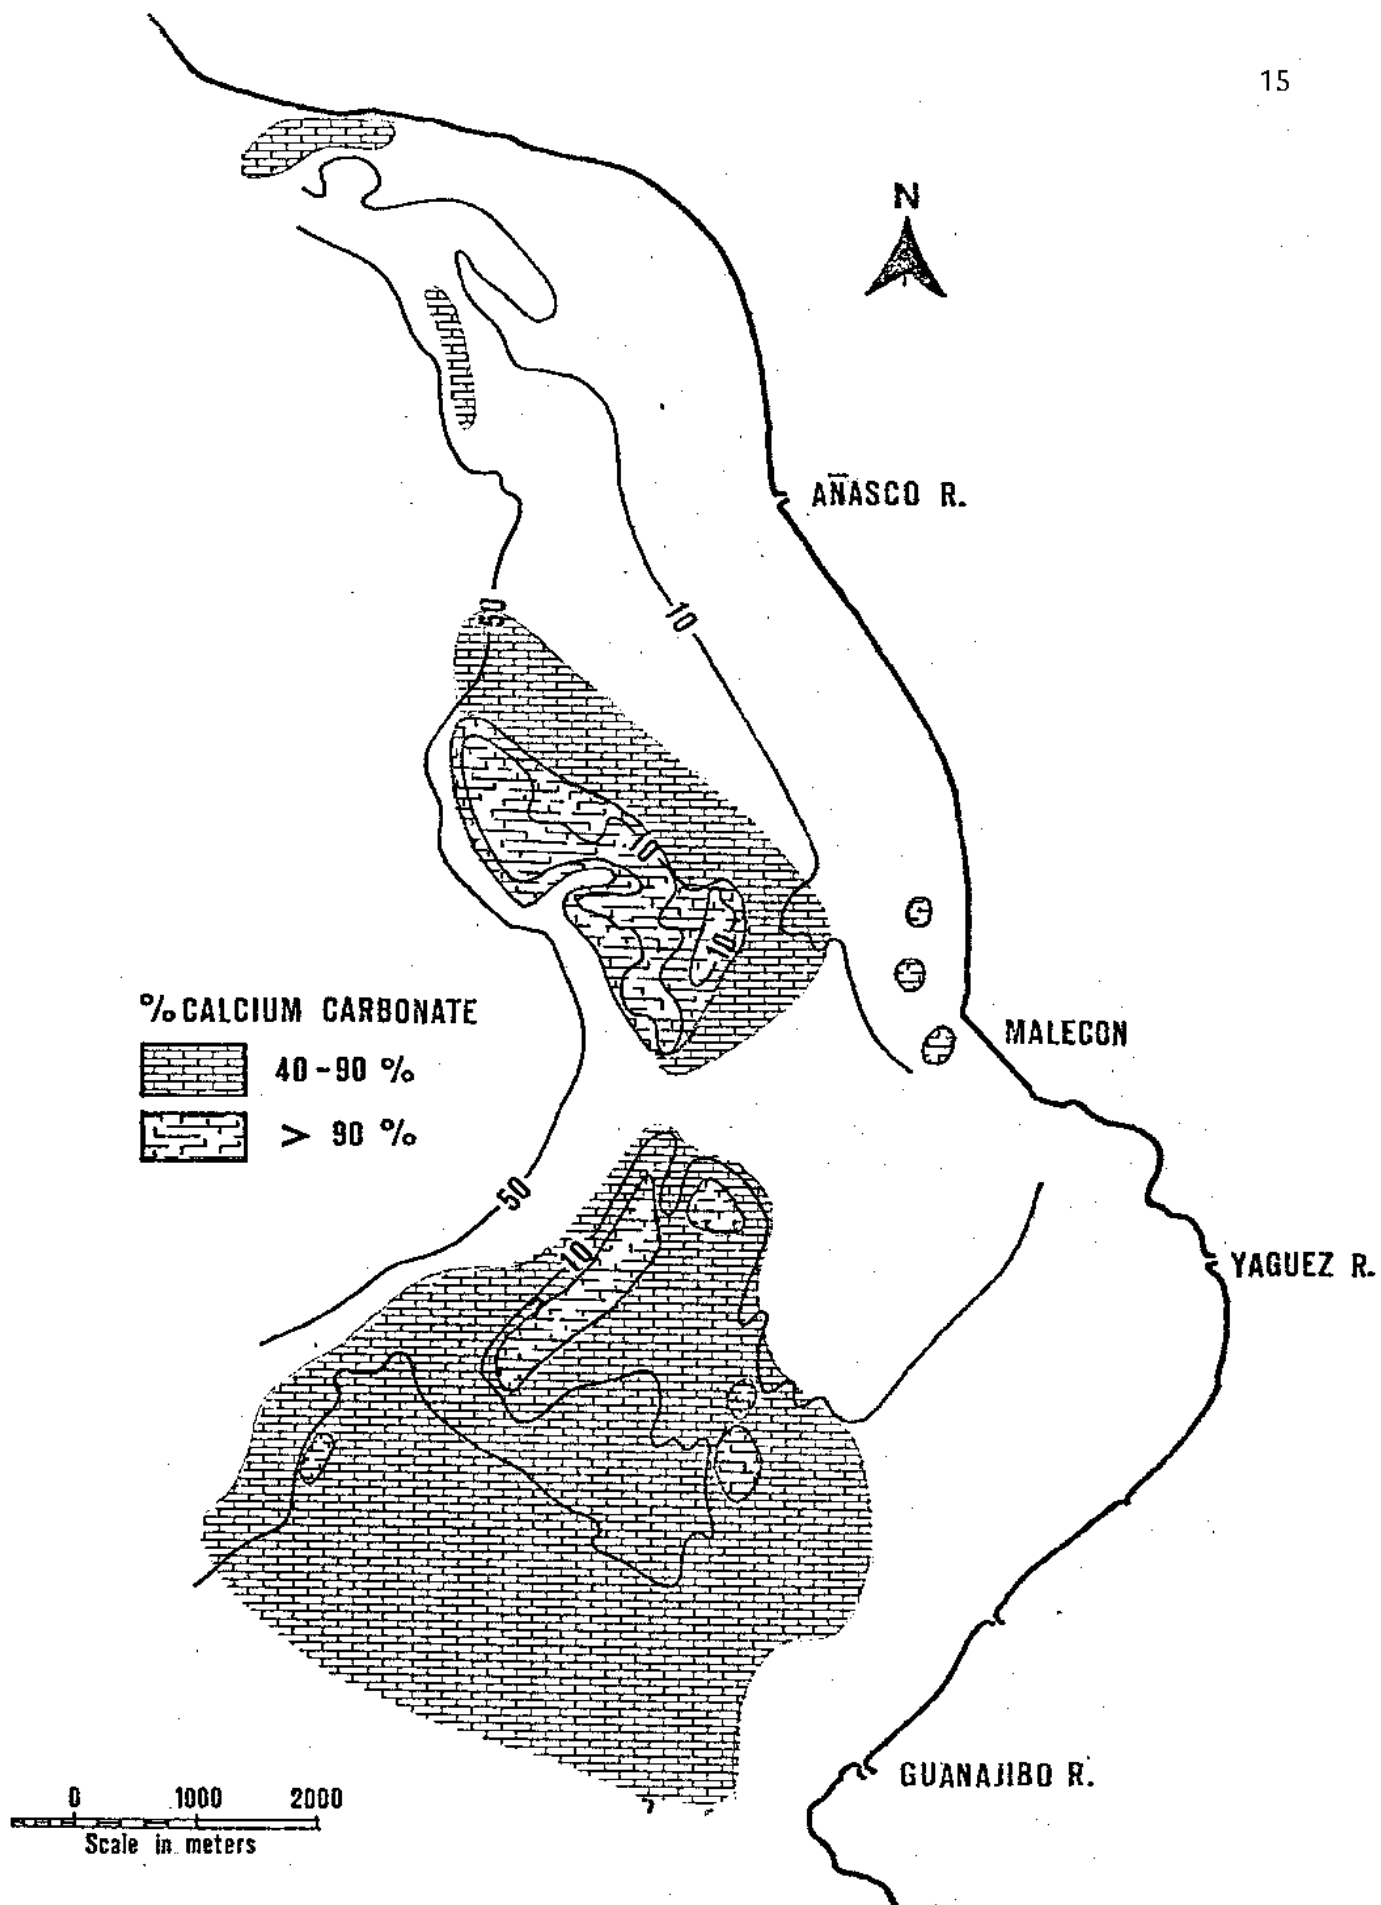 15
N
AÑASCO R.
50
10
10
10
% CALCIUM CARBONATE
40-90 %
> 90 %
MALECON
50
10
YAGUEZ R.
GUANAJIBO R.
?
0 1000 2000
Scale in meters